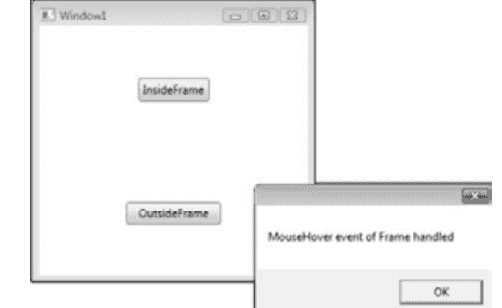 Window1
InsideFrame
OutsideFrame
MouseHover event of Frame handled
OK